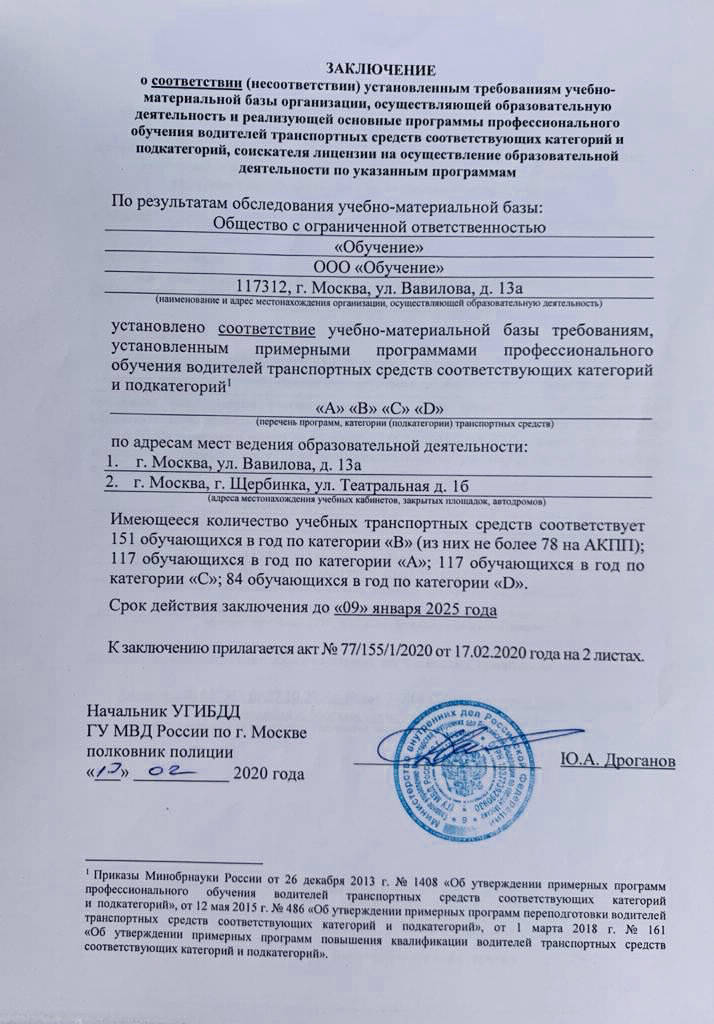 ЗАКЛЮЧЕНИЕ
о соответствии (несоответствии) установленным требованиям учебно-
материальной базы организации, осуществляющей образовательную
деятельность и реализующей основные программы профессионального
обучения водителей транспортных средств соответствующих категорий и
подкатегорий, соискателя лицензии на осуществление образовательной
деятельности по указанным программам
По результатам обследования учебно-материальной базы:
Общество с ограниченной ответственностью
«Обучение»
ООО «Обучение»
117312, г. Москва, ул. Вавилова, д. 13а
(наименование и адрес местонахождения организации, осуществляющей образовательную деятельность)
установлено соответствие учебно-материальной базы требованиям,
установленным примерными программами профессионального
обучения водителей транспортных средств соответствующих категорий
и подкатегорий¹
«А» «В» «С» «D»
(перечень программ, категории (подкатегории) транспортных средств)
по адресам мест ведения образовательной деятельности:
1. г. Москва, ул. Вавилова, д. 13а
2. г. Москва, г. Щербинка, ул. Театральная д. 1б
(адреса местонахождения учебных кабинетов, закрытых площадок, автодромов)
Имеющееся количество учебных транспортных средств соответствует
151 обучающихся в год по категории «В» (из них не более 78 на АКПП);
117 обучающихся в год по категории «А»; 117 обучающихся в год по
категории «С»; 84 обучающихся в год по категории «D».
Срок действия заключения до «09» января 2025 года
К заключению прилагается акт № 77/155/1/2020 от 17.02.2020 года на 2 листах.
Начальник УГИБДД
ГУ МВД России по г. Москве
полковник полиции
Ю.А. Дроганов
«17» 02 2020 года
Министерство внутренних дел Российской Федерации
¹ Приказы Минобрнауки России от 26 декабря 2013 г. № 1408 «Об утверждении примерных программ
профессионального обучения водителей транспортных средств соответствующих категорий
и подкатегорий», от 12 мая 2015 г. № 486 «Об утверждении примерных программ переподготовки водителей
транспортных средств соответствующих категорий и подкатегорий», от 1 марта 2018 г. № 161
«Об утверждении примерных программ повышения квалификации водителей транспортных средств
соответствующих категорий и подкатегорий».